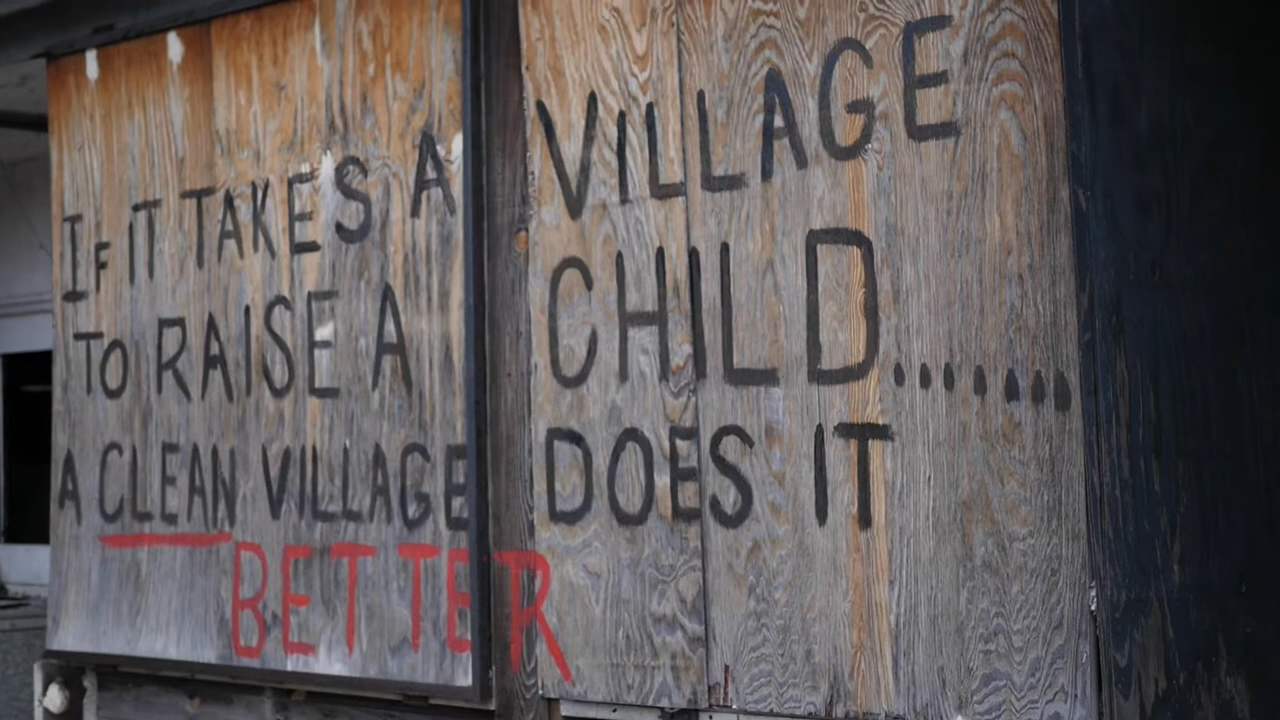 IF IT TAKES A VILLAGE
TO RAISE A CHILD.......
A CLEAN VILLAGE DOES IT
BETTER